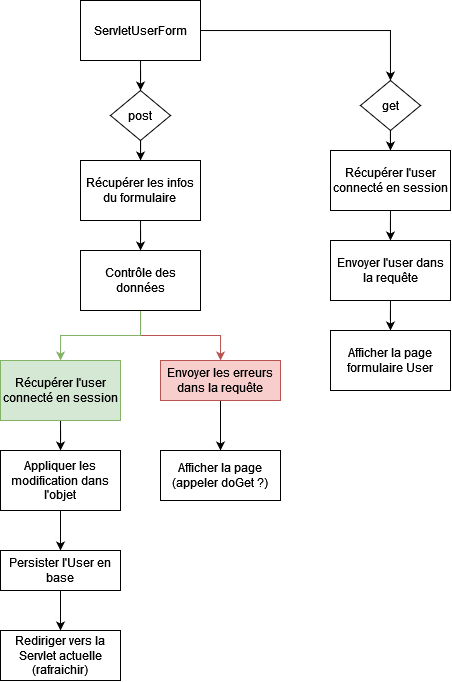 ServletUserForm
post
get
Récupérer les infos
du formulaire
Récupérer l'user
connecté en session
Contrôle des
données
Envoyer l'user dans
la requête
Afficher la page
formulaire User
Récupérer l'user
connecté en session
Envoyer les erreurs
dans la requête
Appliquer les
modification dans
l'objet
Afficher la page
(appeler doGet ?)
Persister l'User en
base
Rediriger vers la
Servlet actuelle
(rafraichir)